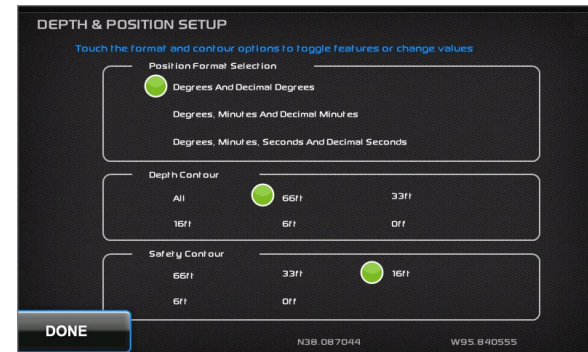 DEPTH & POSITION SETUP
Touch the format and contour options to toggle features or change values
Position Format Selection
Degrees And Decimal Degrees
Degrees, Minutes And Decimal Minutes
Degrees, Minutes, Seconds And Decimal Seconds
Depth Contour
All 66ft 33ft
16ft 6ft Off
Safety Contour
66ft 33ft 16ft
6ft Off
DONE
N38.087044 W95.840555